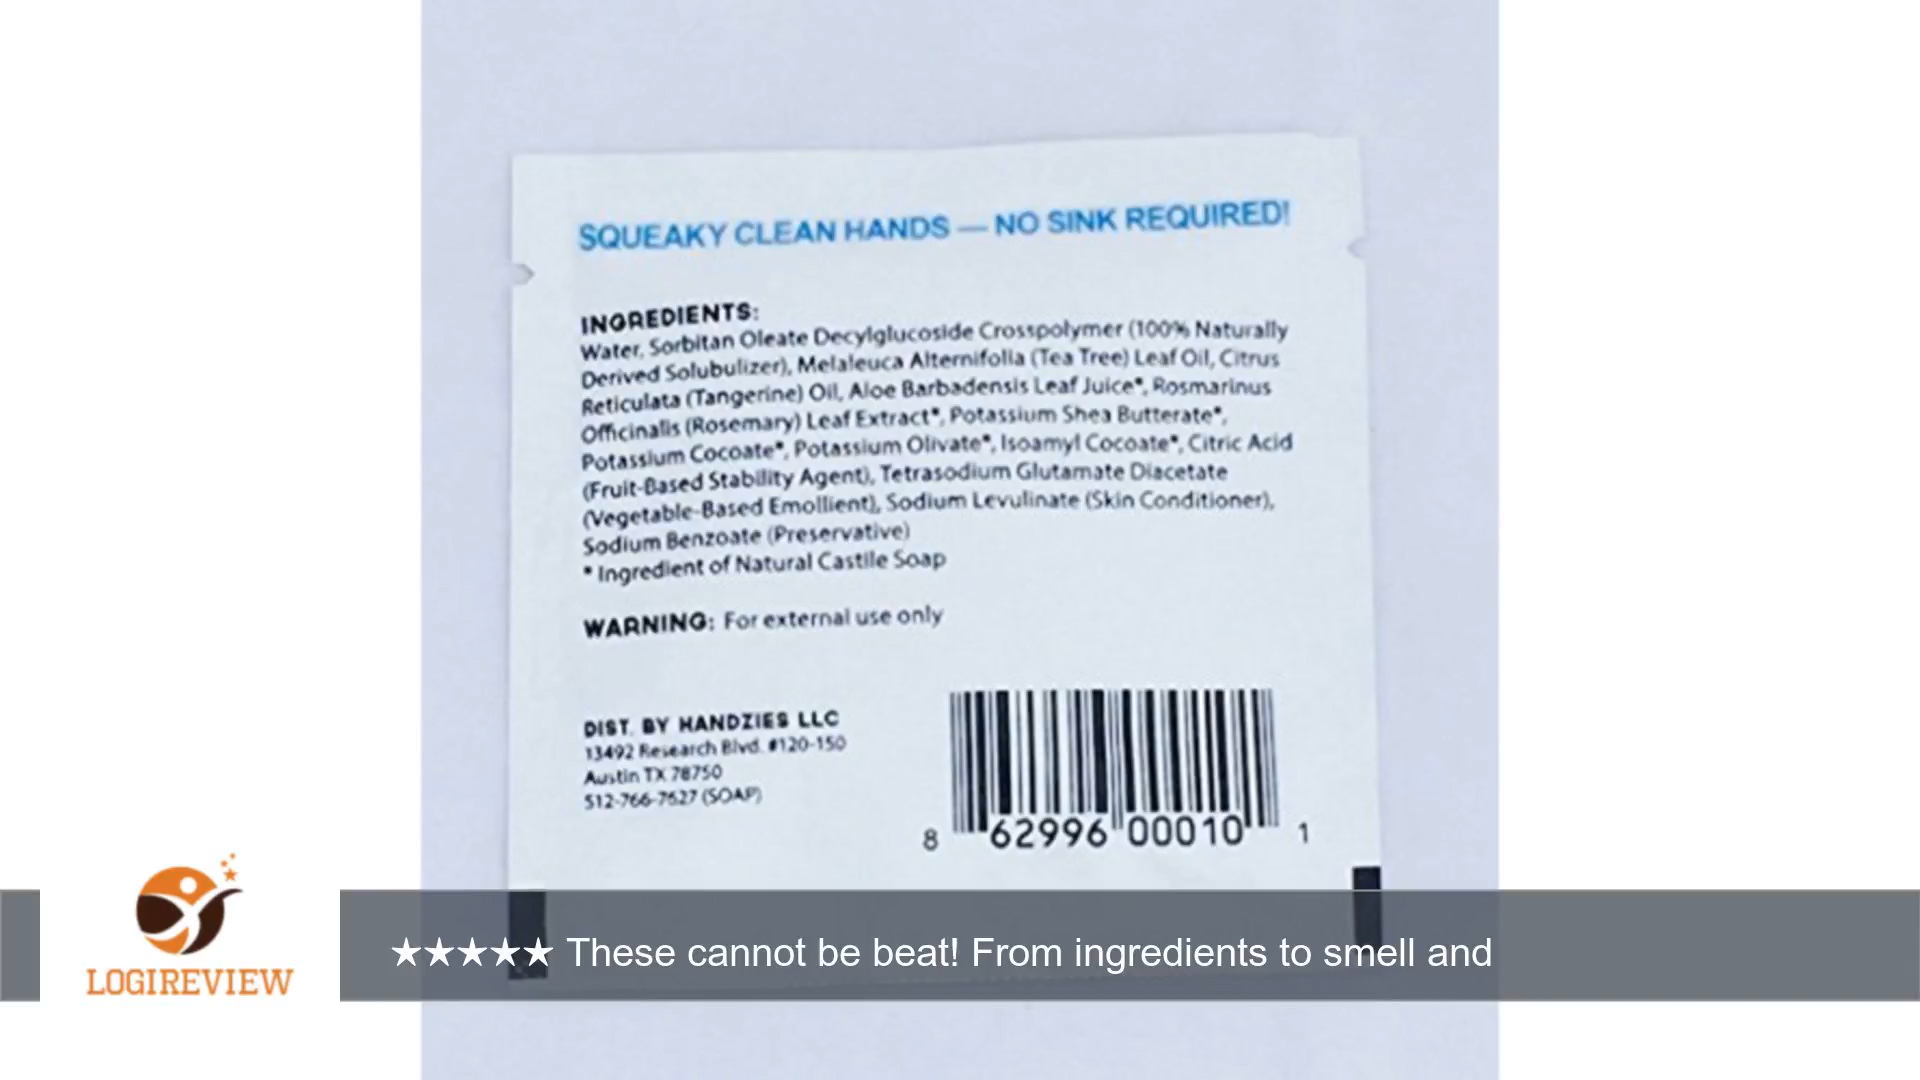 SQUEAKY CLEAN HANDS — NO SINK REQUIRED!
INGREDIENTS:
Water, Sorbitan Oleate Decylglucoside Crosspolymer (100% Naturally
Derived Solubulizer), Melaleuca Alternifolia (Tea Tree) Leaf Oil, Citrus
Reticulata (Tangerine) Oil, Aloe Barbadensis Leaf Juice*, Rosmarinus
Officinalis (Rosemary) Leaf Extract*, Potassium Shea Butterate*,
Potassium Cocoate*, Potassium Olivate*, Isoamyl Cocoate*, Citric Acid
(Fruit-Based Stability Agent), Tetrasodium Glutamate Diacetate
(Vegetable-Based Emollient), Sodium Levulinate (Skin Conditioner),
Sodium Benzoate (Preservative)
* Ingredient of Natural Castile Soap
WARNING: For external use only
DIST. BY HANDZIES LLC
13492 Research Blvd. #120-150
Austin TX 78750
512-766-7627 (SOAP)
8 62996 00010 1
LOGIREVIEW
★★★★★ These cannot be beat! From ingredients to smell and